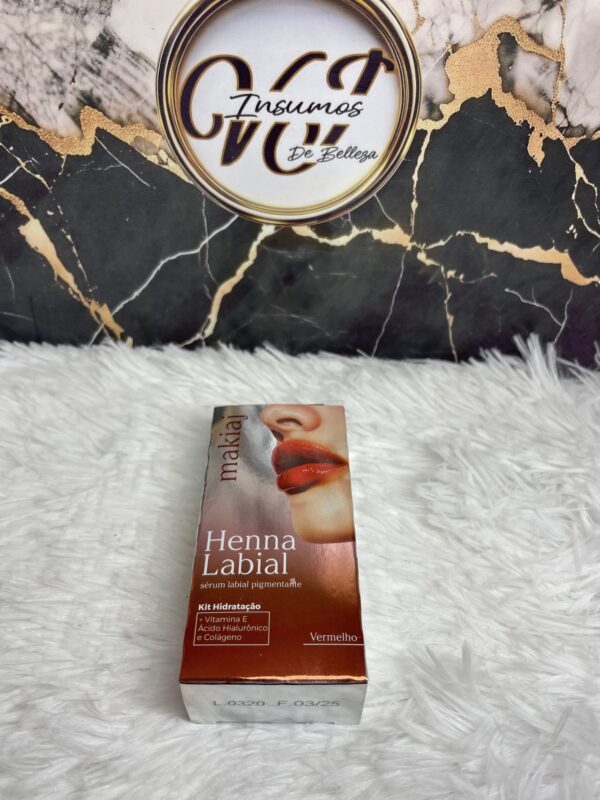 Insumos
De Belleza
makiaj
Henna
Labial
sérum labial pigmentante
Kit Hidratação
+ Vitamina E
Ácido Hialurônico
e Colágeno
Vermelho
L.0320 F.03/25